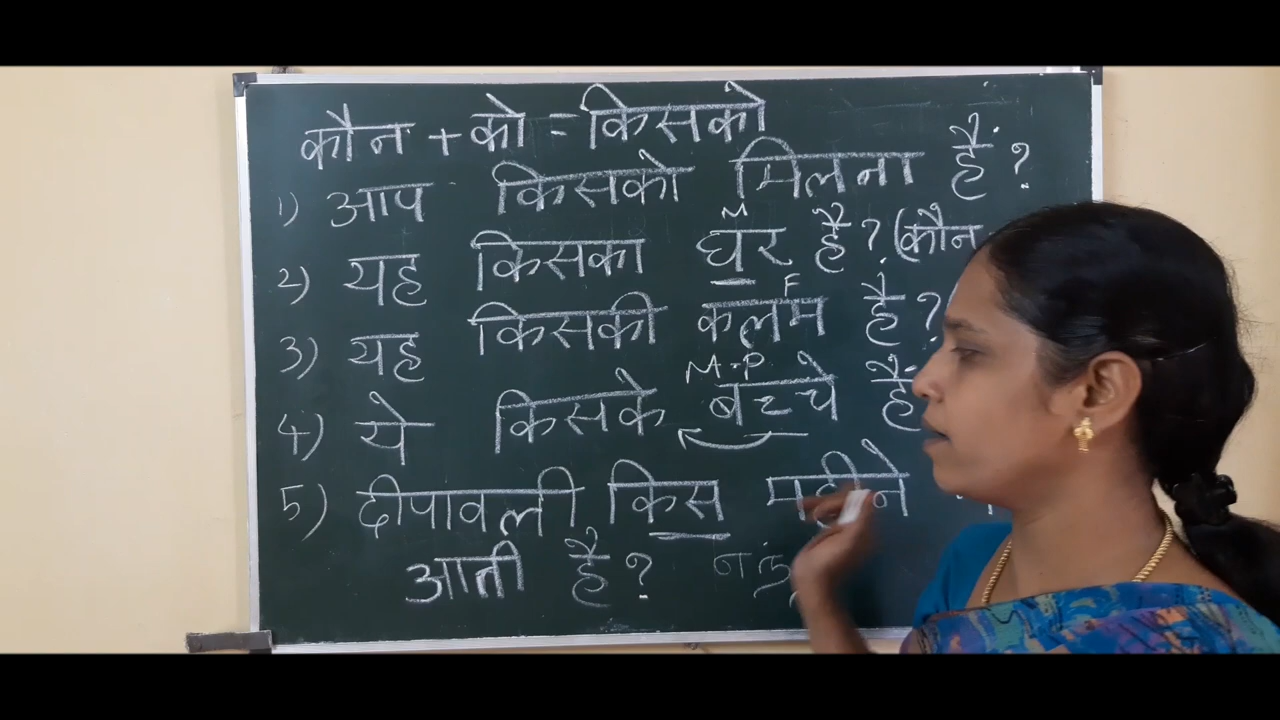 कौन + को = किसको
1) आप किसको मिलना है?
M
2) यह किसका घर है? (कौन
F
3) यह किसकी कलम है?
M-P
4) ये किसके बच्चे हैं
5) दीपावली किस महीने
आती है?